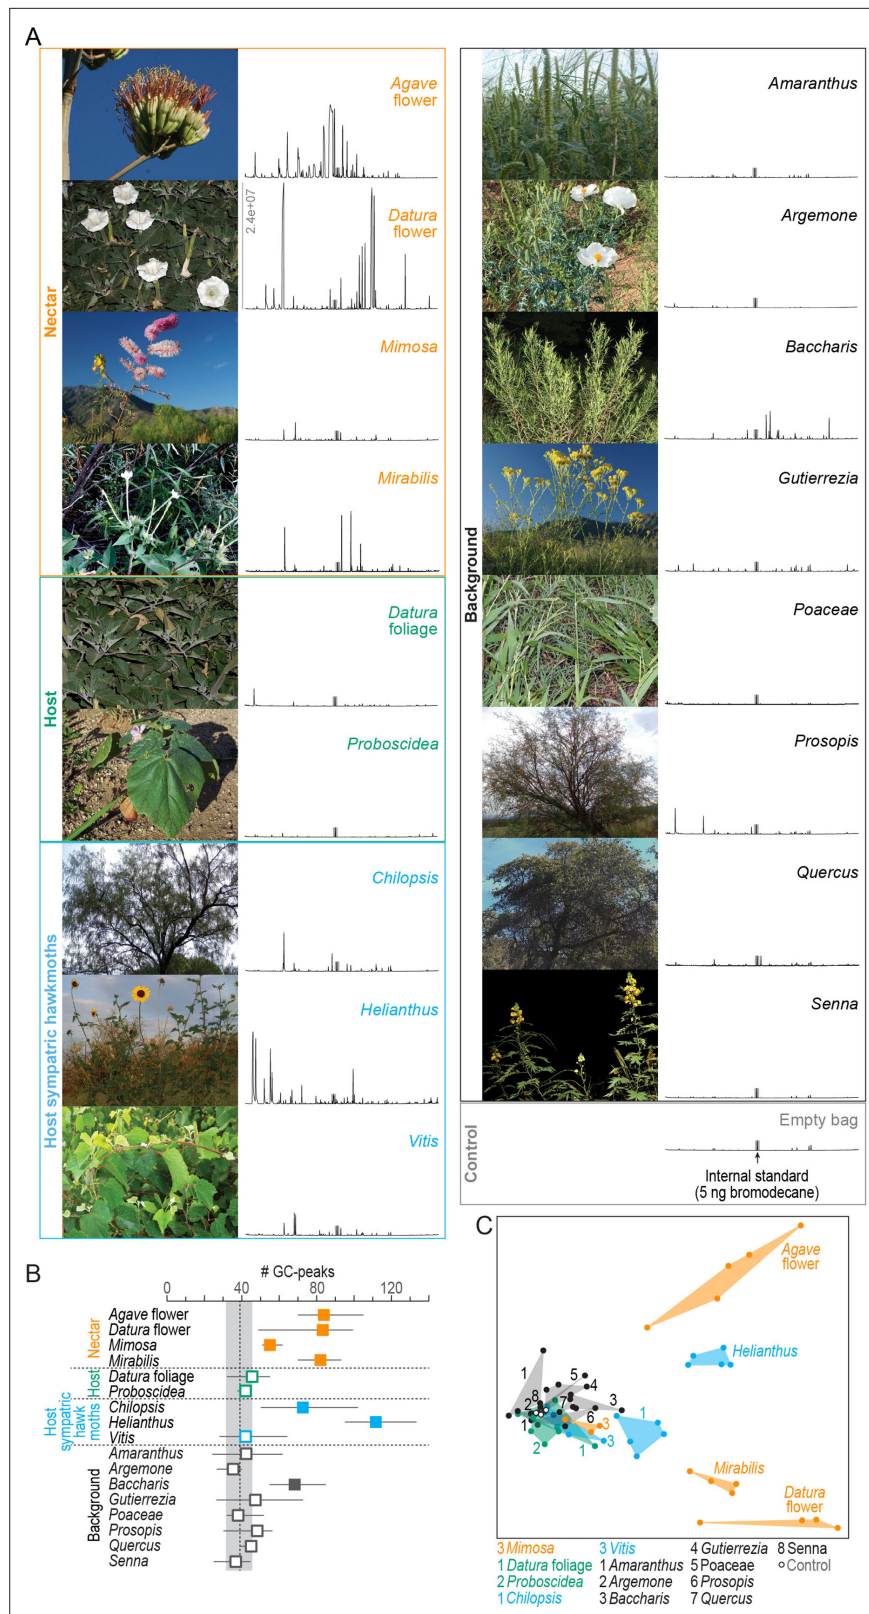 A
Nectar
Agave
flower
2.4e+07
Datura
flower
Mimosa
Mirabilis
Host
Datura
foliage
Proboscidea
Host sympatric hawkmoths
Chilopsis
Helianthus
Vitis
Background
Amaranthus
Argemone
Baccharis
Gutierrezia
Poaceae
Prosopis
Quercus
Senna
Control
Empty bag
Internal standard
(5 ng bromodecane)
B
# GC-peaks
0 40 80 120
Nectar
Agave flower
Datura flower
Mimosa
Mirabilis
Host
Datura foliage
Proboscidea
Host
sympatric
hawk
moths
Chilopsis
Helianthus
Vitis
Background
Amaranthus
Argemone
Baccharis
Gutierrezia
Poaceae
Prosopis
Quercus
Senna
C
Agave
flower
Helianthus
1
5
4
8
2
7
3
1
6
3
3
1
2
1
Mirabilis
Datura
flower
3 Mimosa 3 Vitis 4 Gutierrezia 8 Senna
1 Datura foliage 1 Amaranthus 5 Poaceae Control
2 Proboscidea 2 Argemone 6 Prosopis
1 Chilopsis 3 Baccharis 7 Quercus